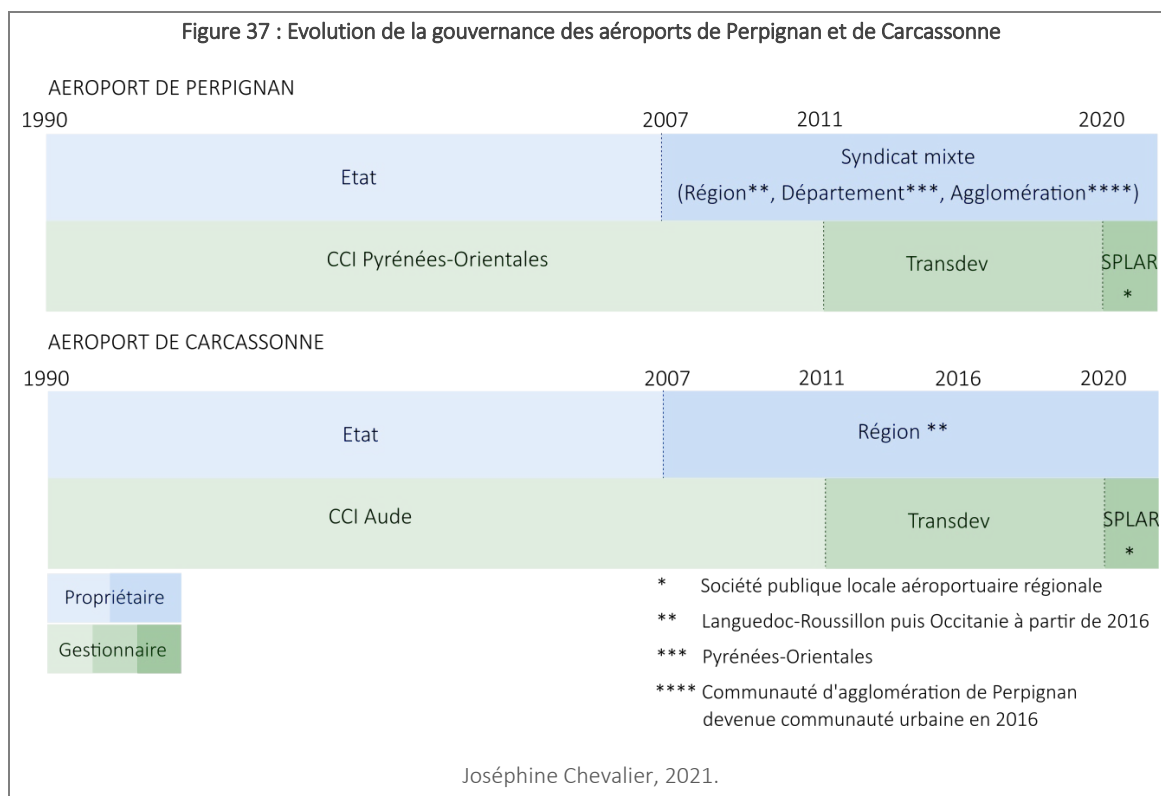 Figure 37 : Evolution de la gouvernance des aéroports de Perpignan et de Carcassonne
AEROPORT DE PERPIGNAN
1990 2007 2011 2020
Etat
Syndicat mixte
(Région**, Département***, Agglomération****)
CCI Pyrénées-Orientales
Transdev
SPLAR
*
AEROPORT DE CARCASSONNE
1990 2007 2011 2016 2020
Etat
Région **
CCI Aude
Transdev
SPLAR
*
Propriétaire
Gestionnaire
* Société publique locale aéroportuaire régionale
** Languedoc-Roussillon puis Occitanie à partir de 2016
*** Pyrénées-Orientales
**** Communauté d'agglomération de Perpignan
devenue communauté urbaine en 2016
Joséphine Chevalier, 2021.